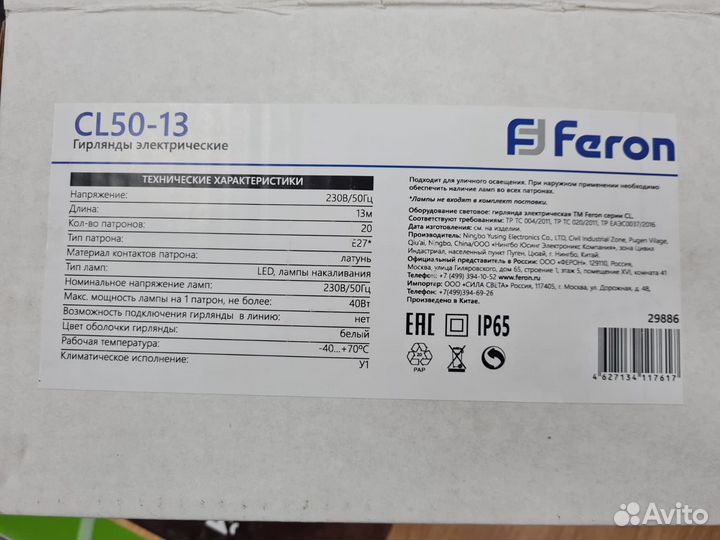 CL50-13
Гирлянды электрические
Feron
ТЕХНИЧЕСКИЕ ХАРАКТЕРИСТИКИ
Напряжение: 230В/50Гц
Длина: 13м
Кол-во патронов: 20
Тип патрона: E27*
Материал контактов патрона: латунь
Тип ламп: LED, лампы накаливания
Номинальное напряжение ламп: 230В/50Гц
Макс. мощность лампы на 1 патрон, не более: 40Вт
Возможность подключения гирлянды в линию: нет
Цвет оболочки гирлянды: белый
Рабочая температура: -40...+70°C
Климатическое исполнение: У1
Подходит для уличного освещения. При наружном применении необходимо
обеспечить наличие ламп во всех патронах.
*Лампы не входят в комплект поставки.
Оборудование световое: гирлянда электрическая ТМ Feron серии CL.
Соответствуют требованиям: ТР ТС 004/2011, ТР ТС 020/2011, ТР ЕАЭС037/2016
Дата изготовления: см. на изделии.
Производитель: Ningbo Yusing Electronics Co., LTD, Civil Industrial Zone, Pugen Vilage,
Qiu'ai, Ningbo, China/ООО «Нингбо Юсинг Электроникс Компания», зона Цивил
Индастриал, населенный пункт Пуген, Цюай, г. Нингбо, Китай.
Официальный представитель в России: ООО «ФЕРОН» 129110, Россия,
Москва, улица Гиляровского, дом 65, строение 1, этаж 5, помещение XVI, комната 41
Телефон: +7 (499) 394-10-52 www.feron.ru
Импортер: ООО «СИЛА СВЕТА» Россия, 117405, г. Москва, ул. Дорожная, д. 48,
Телефон: +7(499)394-69-26
Произведено в Китае.
EAC IP65
29886
20
PAP
4 627134 117617
Avito